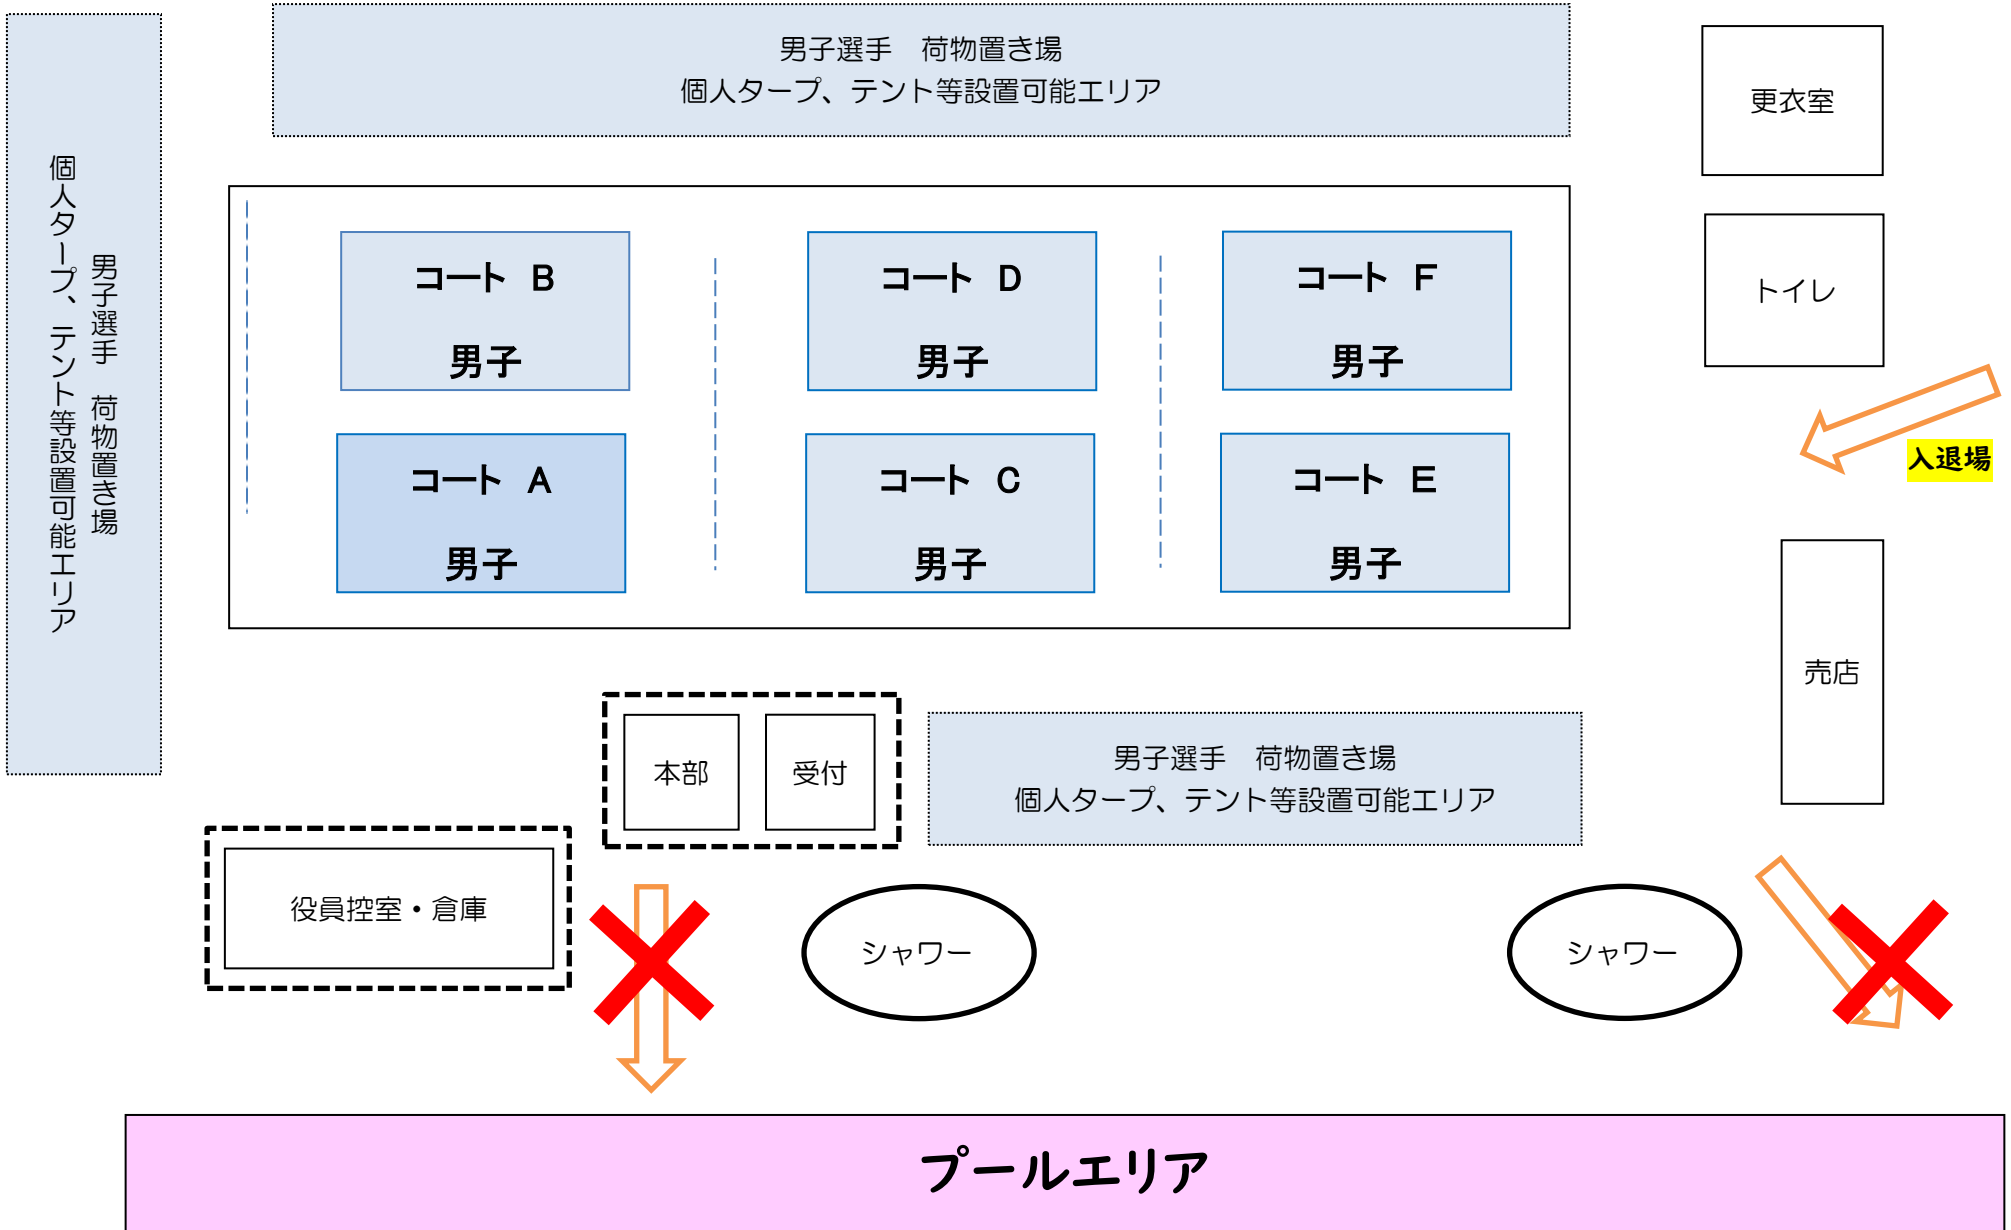 男子選手　荷物置き場
個人タープ、テント等設置可能エリア
更衣室
男子選手　荷物置き場
個人タープ、テント等設置可能エリア
コート　B
男子
コート　D
男子
コート　F
男子
トイレ
入退場
コート　A
男子
コート　C
男子
コート　E
男子
売店
本部
受付
男子選手　荷物置き場
個人タープ、テント等設置可能エリア
役員控室・倉庫
シャワー
シャワー
プールエリア